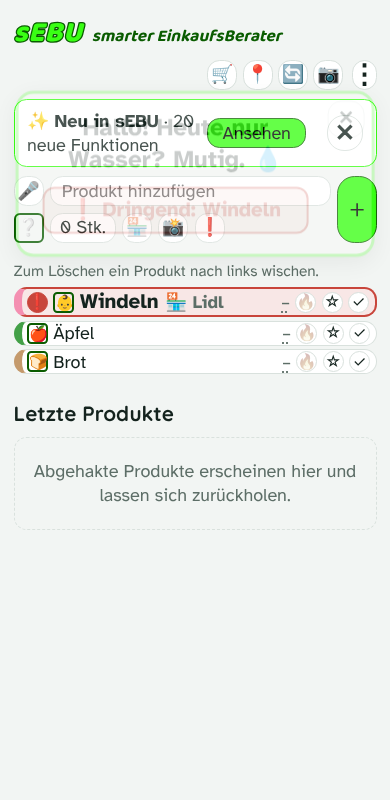 sEBU smarter EinkaufsBerater
✨ Neu in sEBU · 20
neue Funktionen
Ansehen
Hallo! Heute nur
Wasser? Mutig. 💧
Produkt hinzufügen
Dringend: Windeln
0 Stk.
Zum Löschen ein Produkt nach links wischen.
Windeln 🏪 Lidl
Äpfel
Brot
Letzte Produkte
Abgehakte Produkte erscheinen hier und
lassen sich zurückholen.